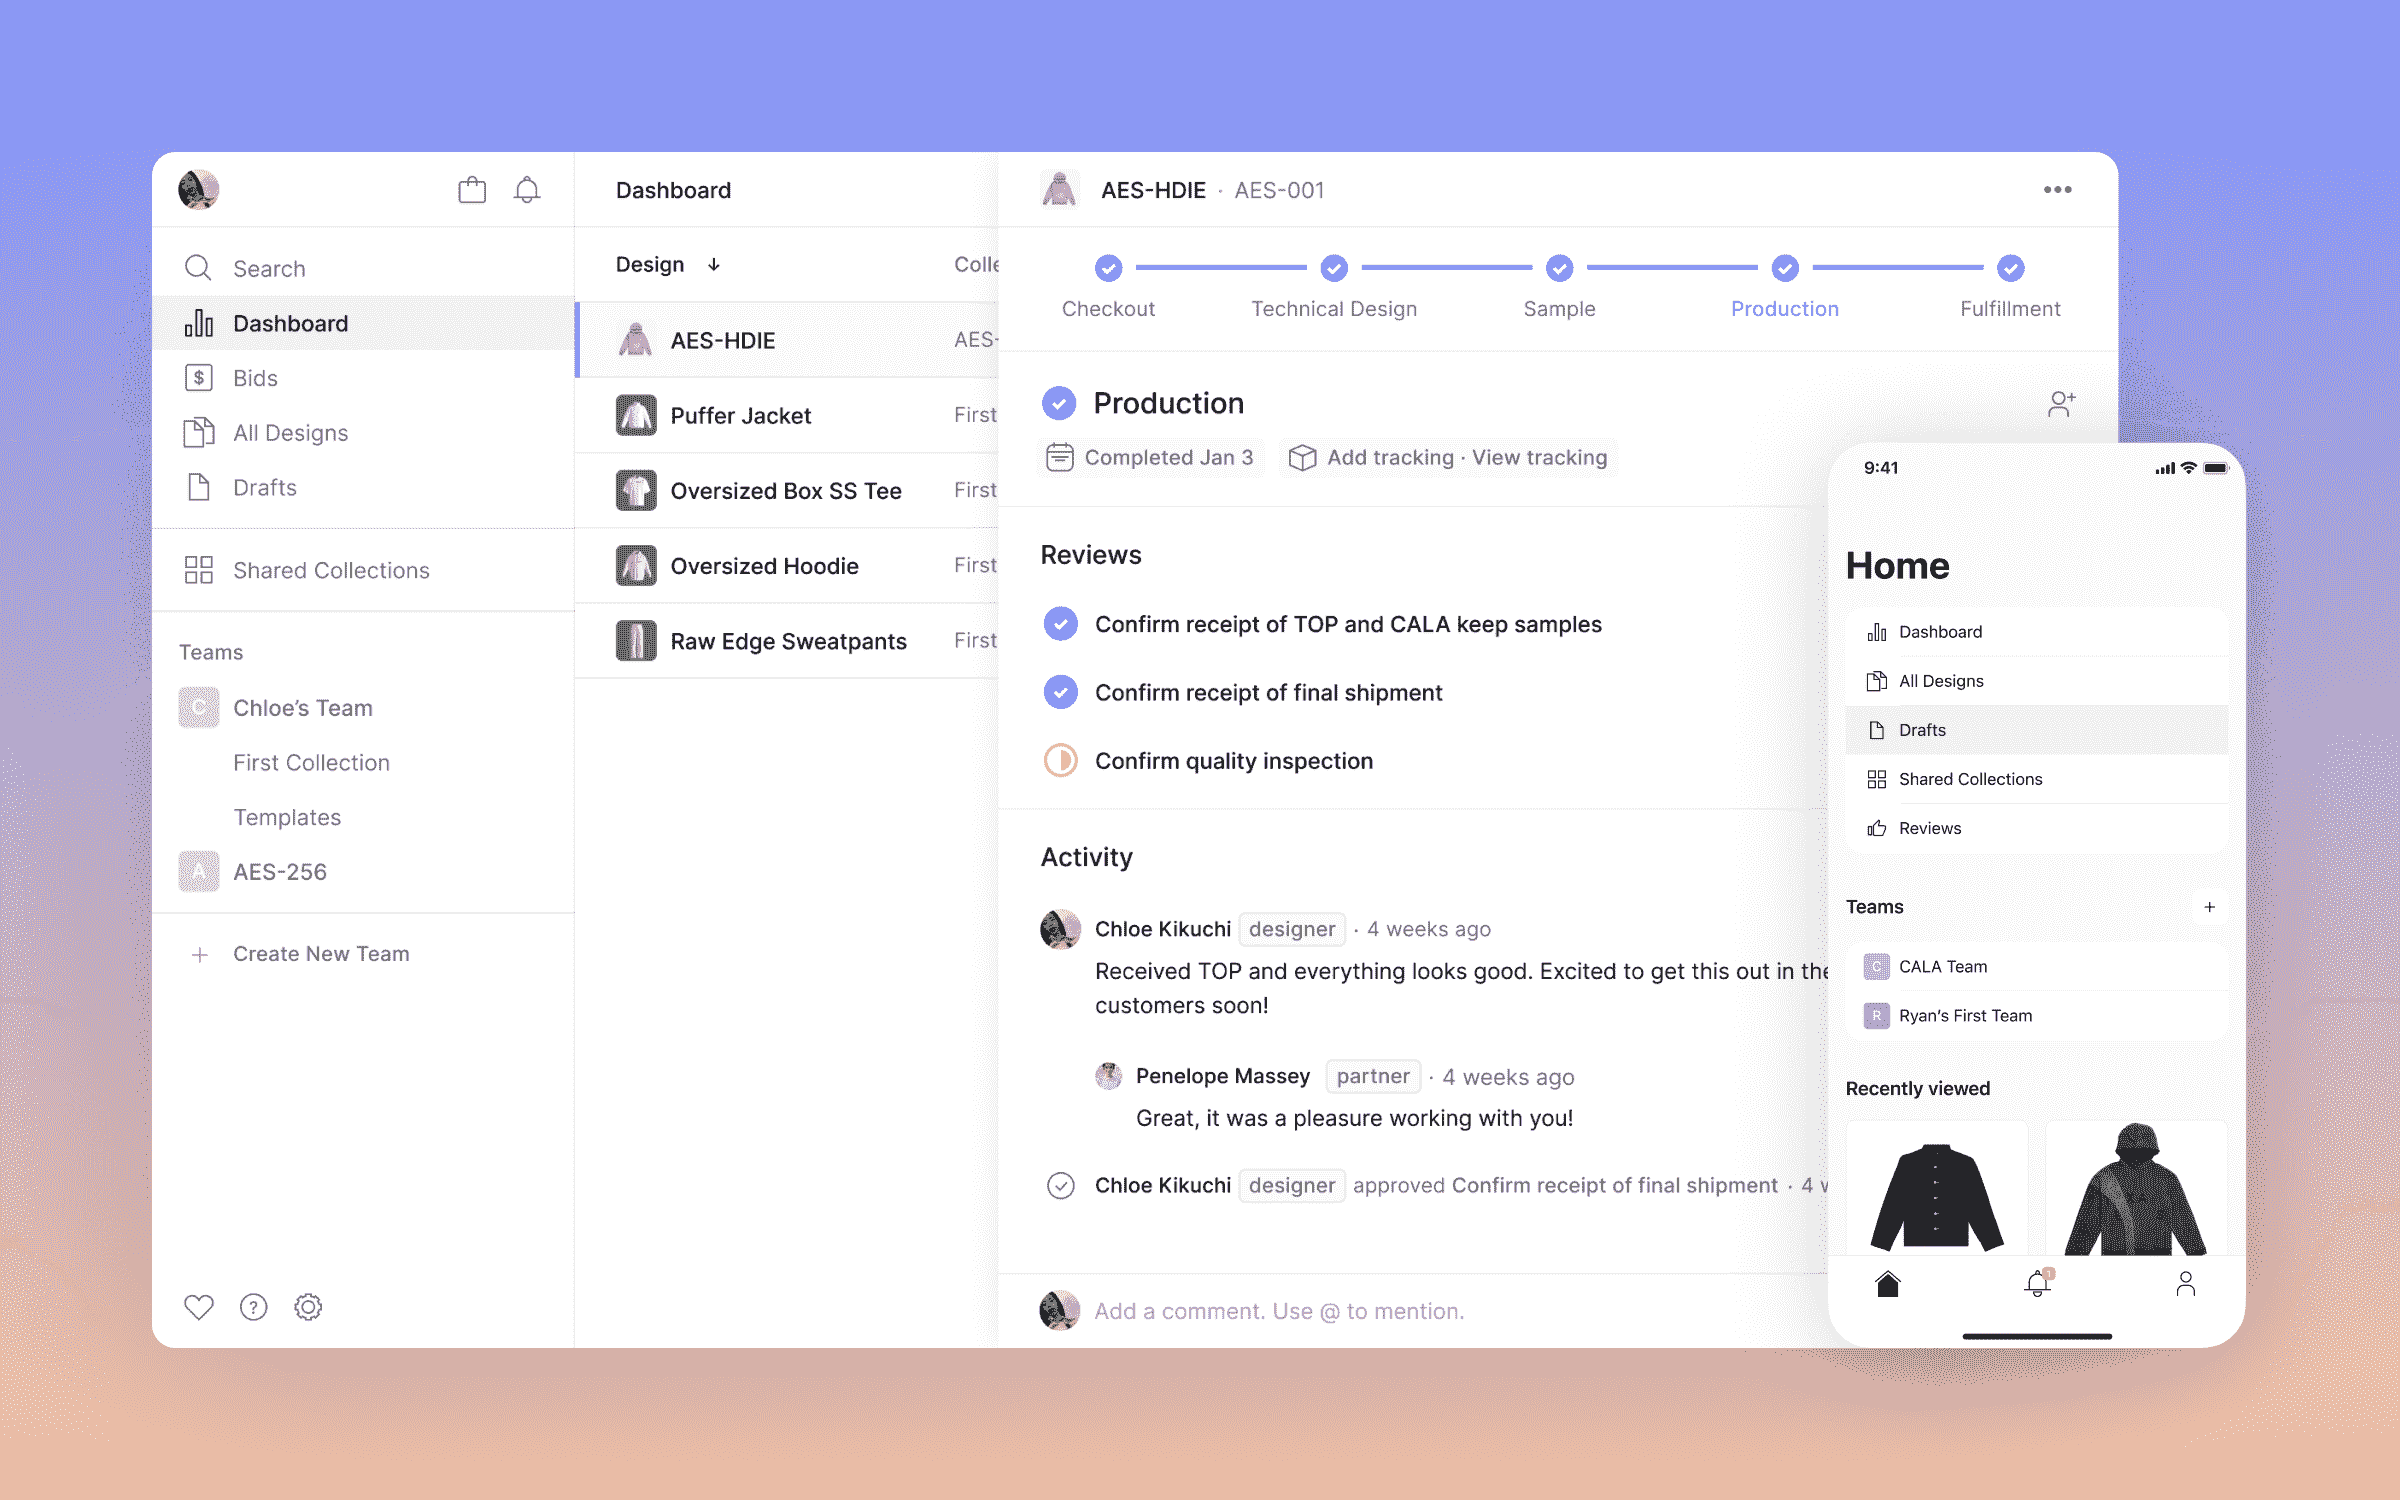 Search
Dashboard
$ Bids
All Designs
Drafts
Shared Collections
Teams
C Chloe’s Team
First Collection
Templates
A AES-256
+ Create New Team
?
Dashboard
Design ↓ Colle
AES-HDIE AES-
Puffer Jacket First
Oversized Box SS Tee First
Oversized Hoodie First
Raw Edge Sweatpants First
AES-HDIE · AES-001
Checkout Technical Design Sample Production Fulfillment
Production
Completed Jan 3 Add tracking · View tracking
Reviews
Confirm receipt of TOP and CALA keep samples
Confirm receipt of final shipment
Confirm quality inspection
Activity
Chloe Kikuchi designer · 4 weeks ago
Received TOP and everything looks good. Excited to get this out in the
customers soon!
Penelope Massey partner · 4 weeks ago
Great, it was a pleasure working with you!
Chloe Kikuchi designer approved Confirm receipt of final shipment · 4 w
Add a comment. Use @ to mention.
9:41
Home
Dashboard
All Designs
Drafts
Shared Collections
Reviews
Teams +
C CALA Team
R Ryan's First Team
Recently viewed
1